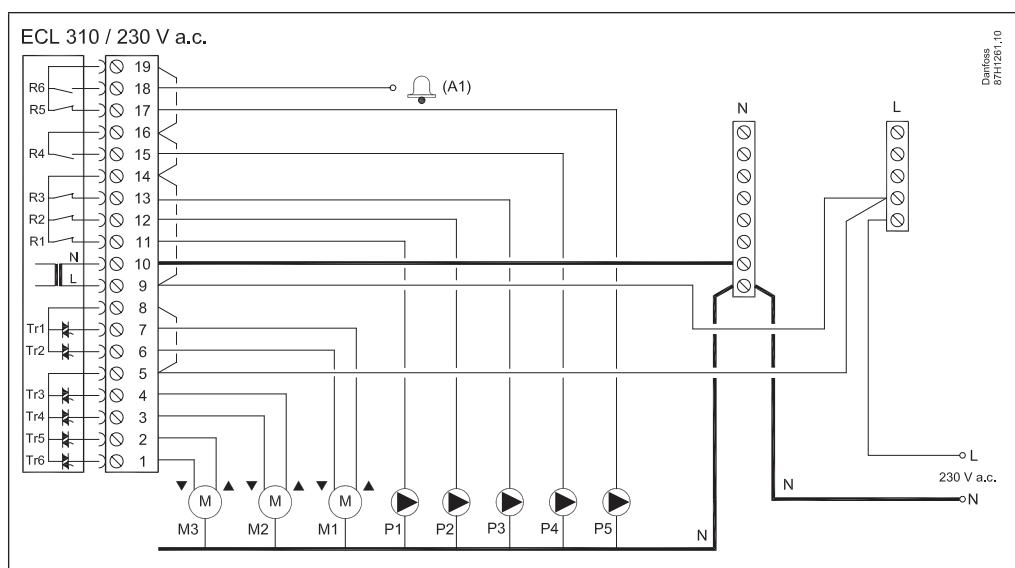 ECL 310 / 230 V a.c.
Danfoss
87H1261.10
19
R6 18 (A1)
R5 17
N L
16
R4 15
14
R3 13
R2 12
R1 11
N 10
L 9
8
Tr1 7
Tr2 6
5
Tr3 4
Tr4 3
Tr5 2
Tr6 1
L
230 V a.c.
N N
M M M
M3 M2 M1 P1 P2 P3 P4 P5 N